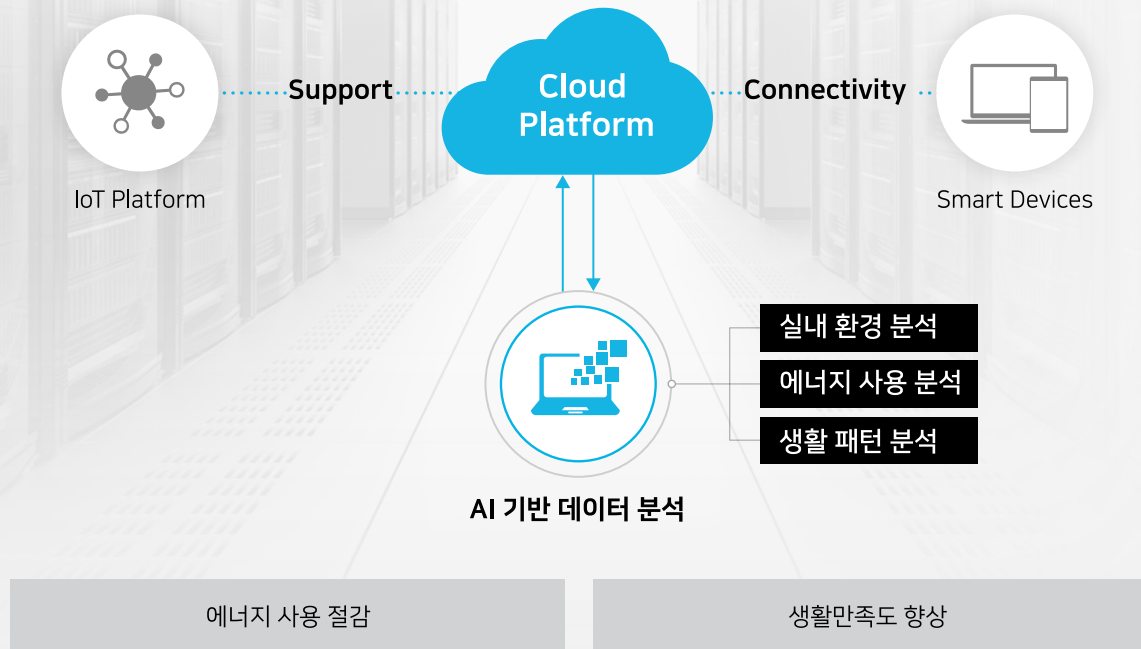 Support
Cloud
Platform
Connectivity
IoT Platform
Smart Devices
실내 환경 분석
에너지 사용 분석
생활 패턴 분석
AI 기반 데이터 분석
에너지 사용 절감
생활만족도 향상